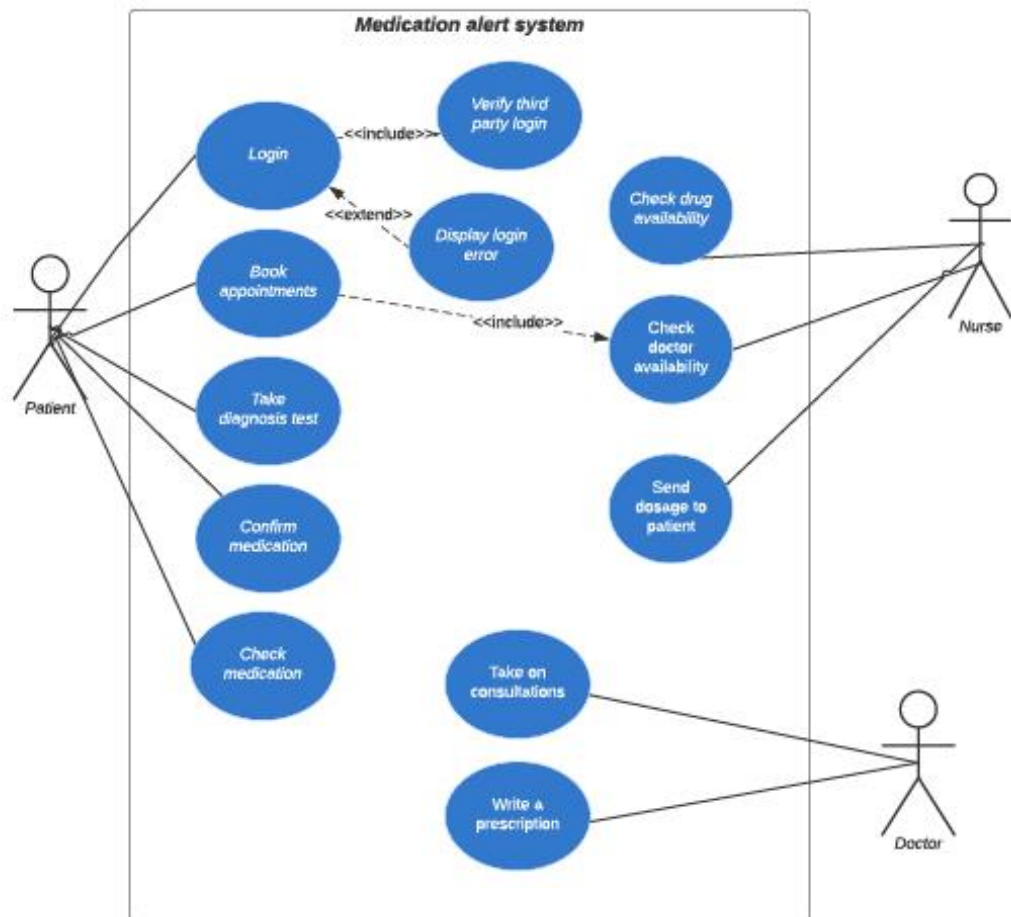 Medication alert system
Verify third
party login
Login
<<include>>
Check drug
availability
<<extend>>
Display login
error
Book
appointments
<<include>>
Check
doctor
availability
Nurse
Patient
Take
diagnosis test
Send
dosage to
patient
Confirm
medication
Check
medication
Take on
consultations
Write a
prescription
Doctor